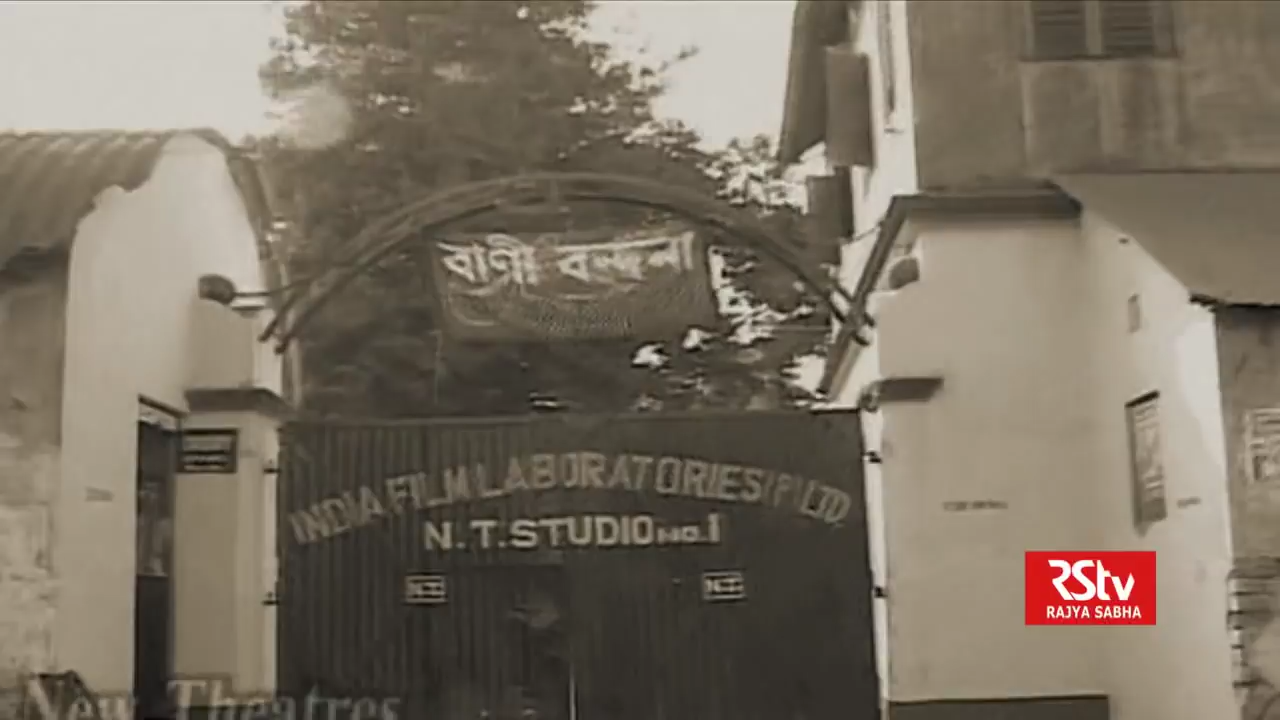 বাণী বন্দনা
INDIA FILM LABORATORIES (P) LTD.
N.T. STUDIO NO.1
RStv
RAJYA SABHA
New Theatres